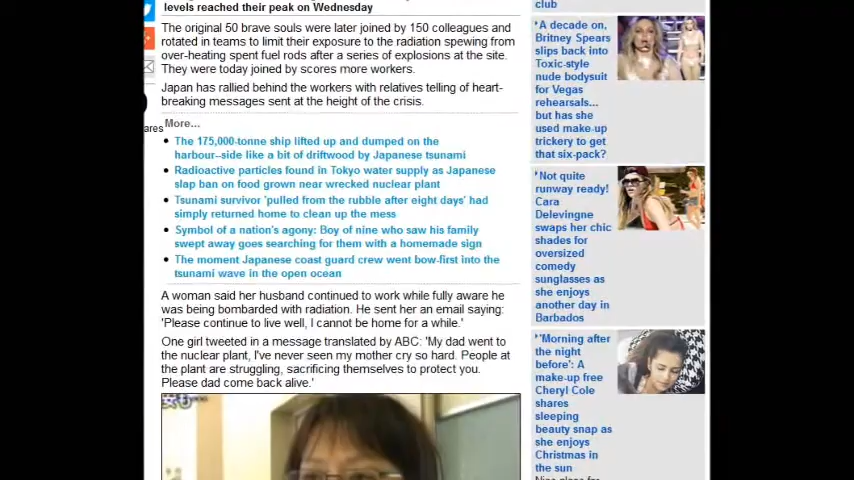 levels reached their peak on Wednesday
The original 50 brave souls were later joined by 150 colleagues and
rotated in teams to limit their exposure to the radiation spewing from
over-heating spent fuel rods after a series of explosions at the site.
They were today joined by scores more workers.
Japan has rallied behind the workers with relatives telling of heart-
breaking messages sent at the height of the crisis.
ares
More...
The 175,000-tonne ship lifted up and dumped on the
harbour-side like a bit of driftwood by Japanese tsunami
Radioactive particles found in Tokyo water supply as Japanese
slap ban on food grown near wrecked nuclear plant
Tsunami survivor 'pulled from the rubble after eight days' had
simply returned home to clean up the mess
Symbol of a nation's agony: Boy of nine who saw his family
swept away goes searching for them with a homemade sign
The moment Japanese coast guard crew went bow-first into the
tsunami wave in the open ocean
A woman said her husband continued to work while fully aware he
was being bombarded with radiation. He sent her an email saying:
'Please continue to live well, I cannot be home for a while.'
One girl tweeted in a message translated by ABC: 'My dad went to
the nuclear plant, I've never seen my mother cry so hard. People at
the plant are struggling, sacrificing themselves to protect you.
Please dad come back alive.'
club
A decade on,
Britney Spears
slips back into
Toxic-style
nude bodysuit
for Vegas
rehearsals...
but has she
used make-up
trickery to get
that six-pack?
Not quite
runway ready!
Cara
Delevingne
swaps her chic
shades for
oversized
comedy
sunglasses as
she enjoys
another day in
Barbados
'Morning after
the night
before': A
make-up free
Cheryl Cole
shares
sleeping
beauty snap as
she enjoys
Christmas in
the sun